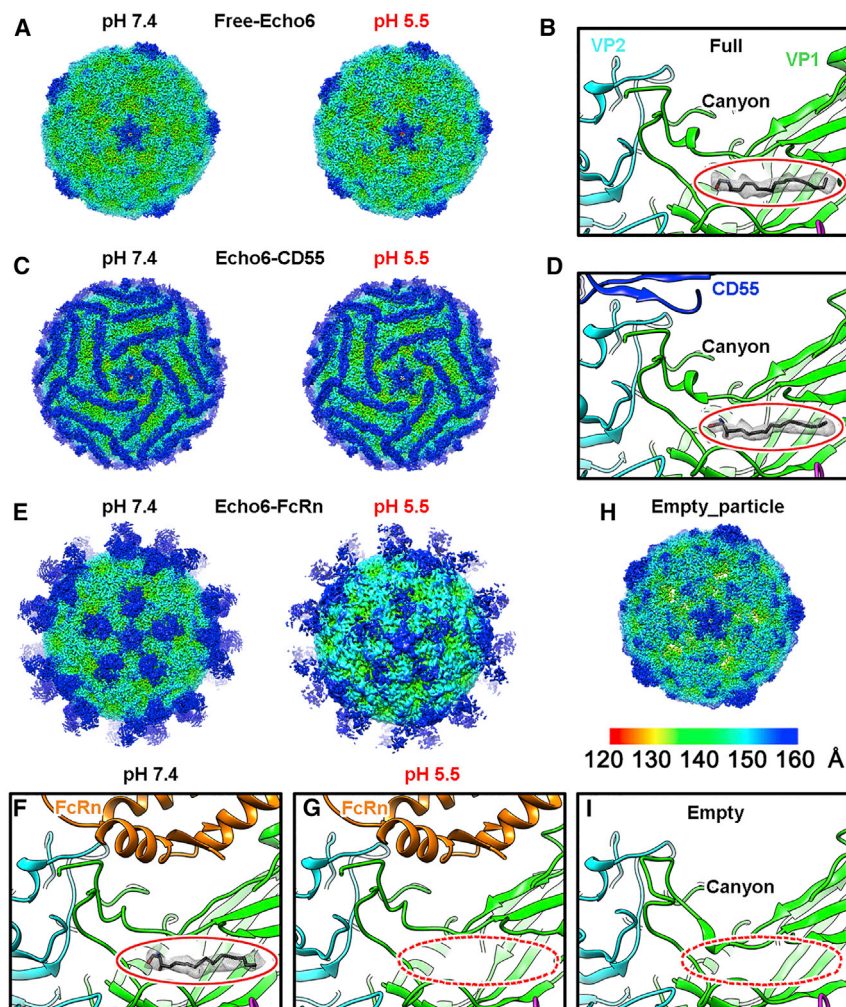 A pH 7.4 Free-Echo6 pH 5.5
B VP2 Full VP1
Canyon
C pH 7.4 Echo6-CD55 pH 5.5
D CD55
Canyon
E pH 7.4 Echo6-FcRn pH 5.5
H Empty_particle
120 130 140 150 160 Å
pH 7.4 pH 5.5
F FcRn
G FcRn
I Empty
Canyon